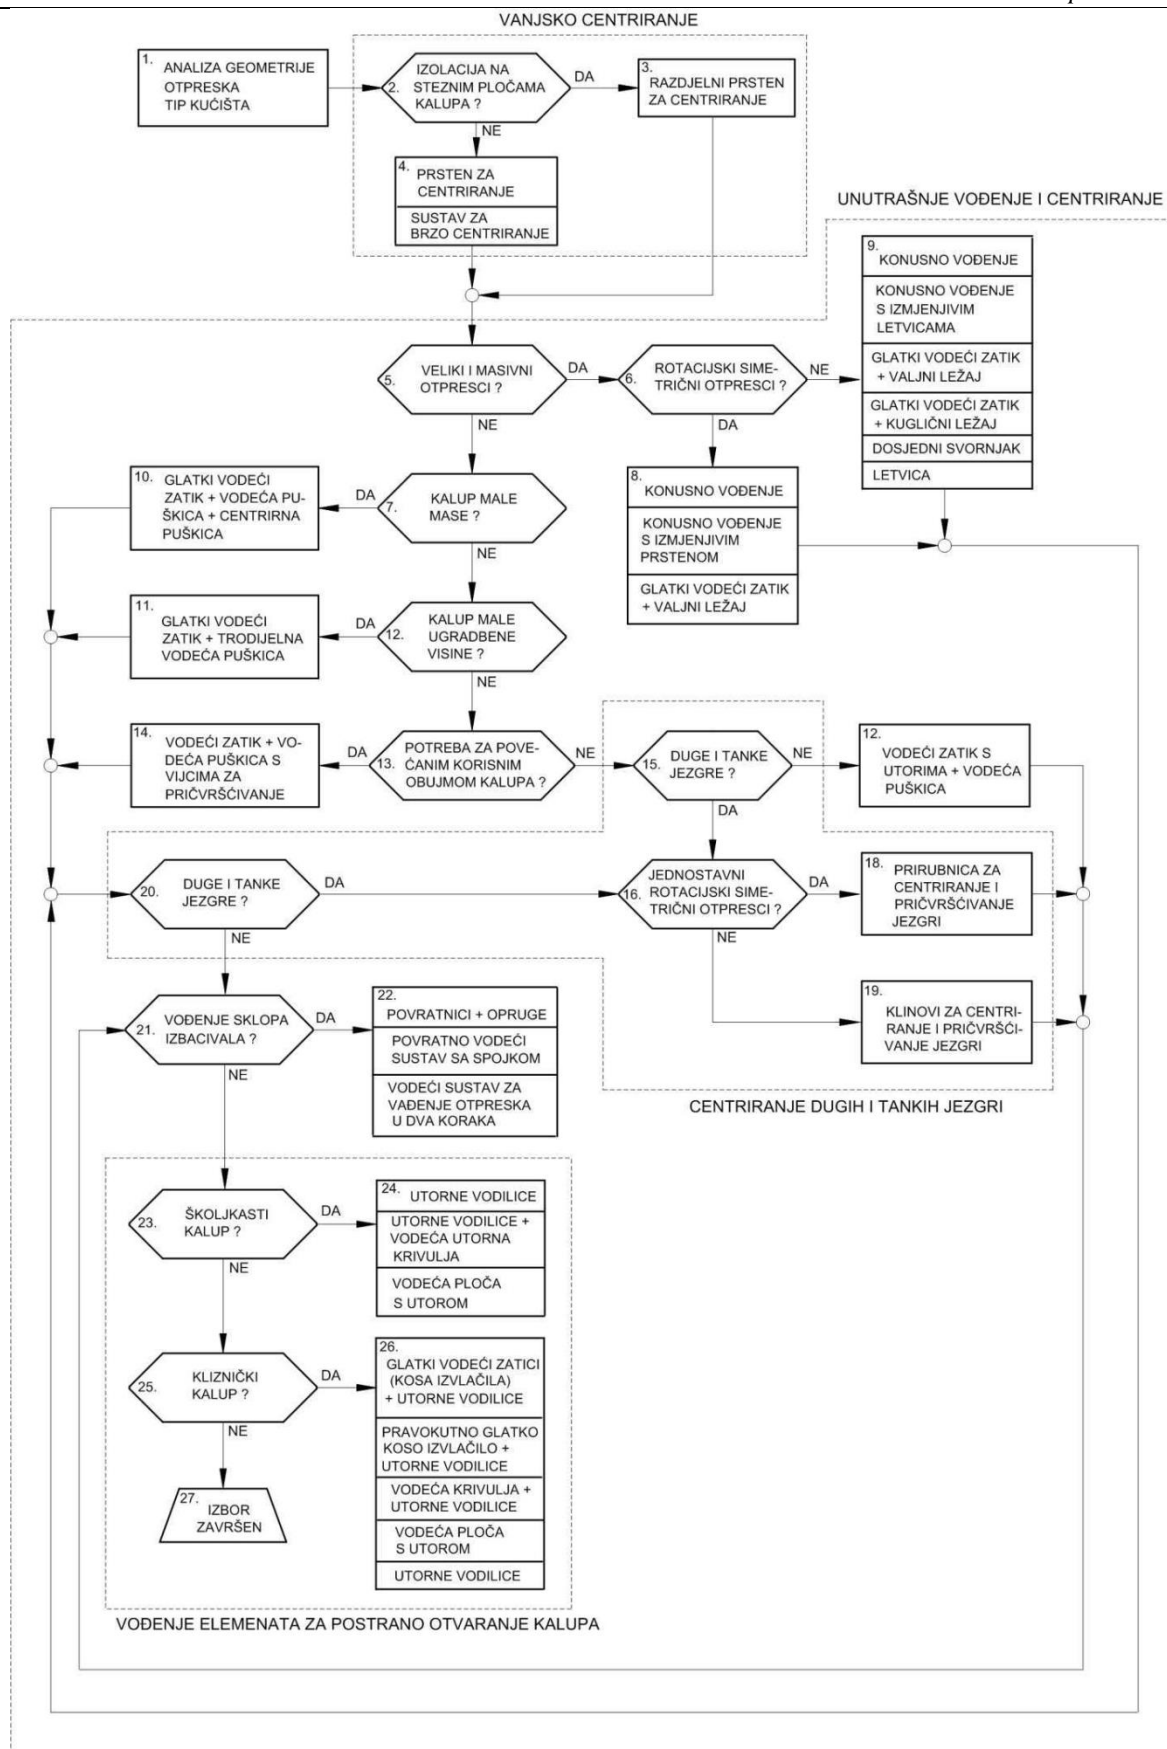 VANJSKO CENTRIRANJE
1. ANALIZA GEOMETRIJE
OTPRESKA
TIP KUĆIŠTA
IZOLACIJA NA
2. STEZNIM PLOČAMA
KALUPA ?
DA
NE
3. RAZDJELNI PRSTEN
ZA CENTRIRANJE
4. PRSTEN ZA
CENTRIRANJE
SUSTAV ZA
BRZO CENTRIRANJE
UNUTRAŠNJE VOĐENJE I CENTRIRANJE
5. VELIKI I MASIVNI
OTPRESCI ?
DA
NE
6. ROTACIJSKI SIME-
TRIČNI OTPRESCI ?
NE
DA
9. KONUSNO VOĐENJE
KONUSNO VOĐENJE
S IZMJENJIVIM
LETVICAMA
GLATKI VODEĆI ZATIK
+ VALJNI LEŽAJ
GLATKI VODEĆI ZATIK
+ KUGLIČNI LEŽAJ
DOSJEDNI SVORNJAK
LETVICA
10. GLATKI VODEĆI
ZATIK + VODEĆA PU-
ŠKICA + CENTRIRNA
PUŠKICA
DA
7. KALUP MALE
MASE ?
NE
8. KONUSNO VOĐENJE
KONUSNO VOĐENJE
S IZMJENJIVIM
PRSTENOM
GLATKI VODEĆI ZATIK
+ VALJNI LEŽAJ
11. GLATKI VODEĆI
ZATIK + TRODIJELNA
VODEĆA PUŠKICA
DA
KALUP MALE
12. UGRADBENE
VISINE ?
NE
14. VODEĆI ZATIK + VO-
DEĆA PUŠKICA S
VIJCIMA ZA
PRIČVRŠĆIVANJE
DA
POTREBA ZA POVE-
13. ĆANIM KORISNIM
OBUJMOM KALUPA ?
NE
15. DUGE I TANKE
JEZGRE ?
NE
DA
12. VODEĆI ZATIK S
UTORIMA + VODEĆA
PUŠKICA
20. DUGE I TANKE
JEZGRE ?
DA
NE
JEDNOSTAVNI
16. ROTACIJSKI SIME-
TRIČNI OTPRESCI ?
DA
NE
18. PRIRUBNICA ZA
CENTRIRANJE I
PRIČVRŠĆIVANJE
JEZGRI
19. KLINOVI ZA CENTRI-
RANJE I PRIČVRŠĆI-
VANJE JEZGRI
21. VOĐENJE SKLOPA
IZBACIVALA ?
DA
NE
22. POVRATNICI + OPRUGE
POVRATNO VODEĆI
SUSTAV SA SPOJKOM
VODEĆI SUSTAV ZA
VAĐENJE OTPRESKA
U DVA KORAKA
CENTRIRANJE DUGIH I TANKIH JEZGRI
23. ŠKOLJKASTI
KALUP ?
DA
NE
24. UTORNE VODILICE
UTORNE VODILICE +
VODEĆA UTORNA
KRIVULJA
VODEĆA PLOČA
S UTOROM
25. KLIZNIČKI
KALUP ?
DA
NE
26. GLATKI VODEĆI ZATICI
(KOSA IZVLAČILA)
+ UTORNE VODILICE
PRAVOKUTNO GLATKO
KOSO IZVLAČILO +
UTORNE VODILICE
VODEĆA KRIVULJA +
UTORNE VODILICE
VODEĆA PLOČA
S UTOROM
UTORNE VODILICE
27. IZBOR
ZAVRŠEN
VOĐENJE ELEMENATA ZA POSTRANO OTVARANJE KALUPA